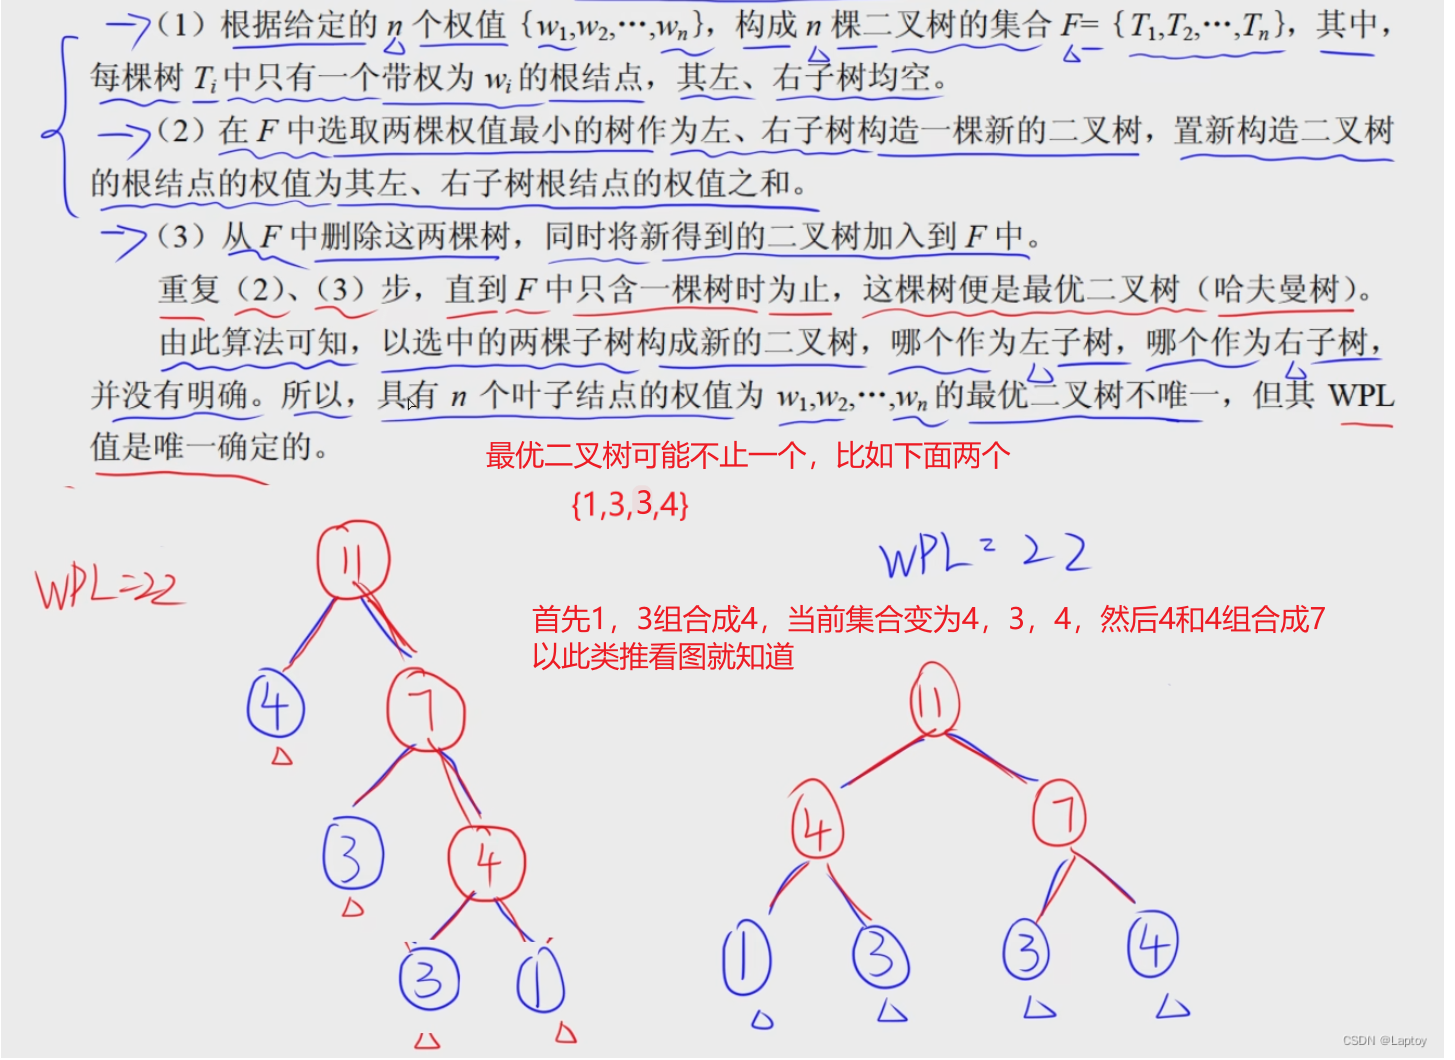 (1) 根据给定的 n 个权值 {w1,w2,…,wn}，构成 n 棵二叉树的集合 F= {T1,T2,…,Tn}，其中，
每棵树 Ti 中只有一个带权为 wi 的根结点，其左、右子树均空。
(2) 在 F 中选取两棵权值最小的树作为左、右子树构造一棵新的二叉树，置新构造二叉树
的根结点的权值为其左、右子树根结点的权值之和。
(3) 从 F 中删除这两棵树，同时将新得到的二叉树加入到 F 中。
重复（2）、（3）步，直到 F 中只含一棵树时为止，这棵树便是最优二叉树（哈夫曼树）。
由此算法可知，以选中的两棵子树构成新的二叉树，哪个作为左子树，哪个作为右子树，
并没有明确。所以，具有 n 个叶子结点的权值为 w1,w2,…,wn 的最优二叉树不唯一，但其 WPL
值是唯一确定的。
最优二叉树可能不止一个，比如下面两个
{1,3,3,4}
WPL=22
WPL=22
首先1，3组合成4，当前集合变为4，3，4，然后4和4组合成7
以此类推看图就知道
11
4
7
3
4
3
1
11
4
7
1
3
3
4
CSDN @Laptoy